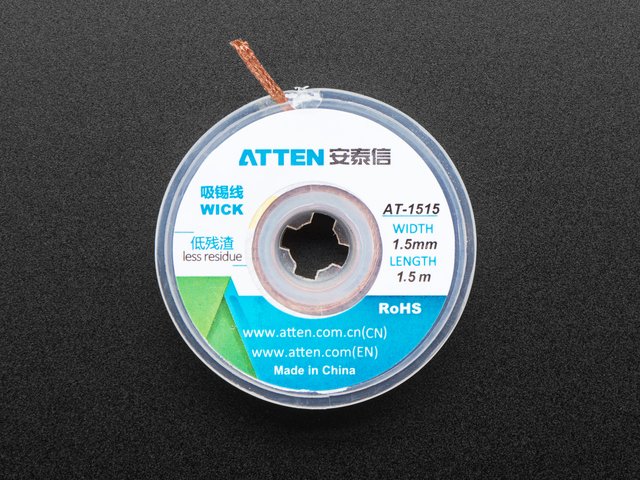 ATTEN 安泰信
吸锡线
WICK
低残渣
less residue
AT-1515
WIDTH
1.5mm
LENGTH
1.5 m
RoHS
www.atten.com.cn(CN)
www.atten.com(EN)
Made in China